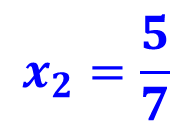 x₂ = 5/7